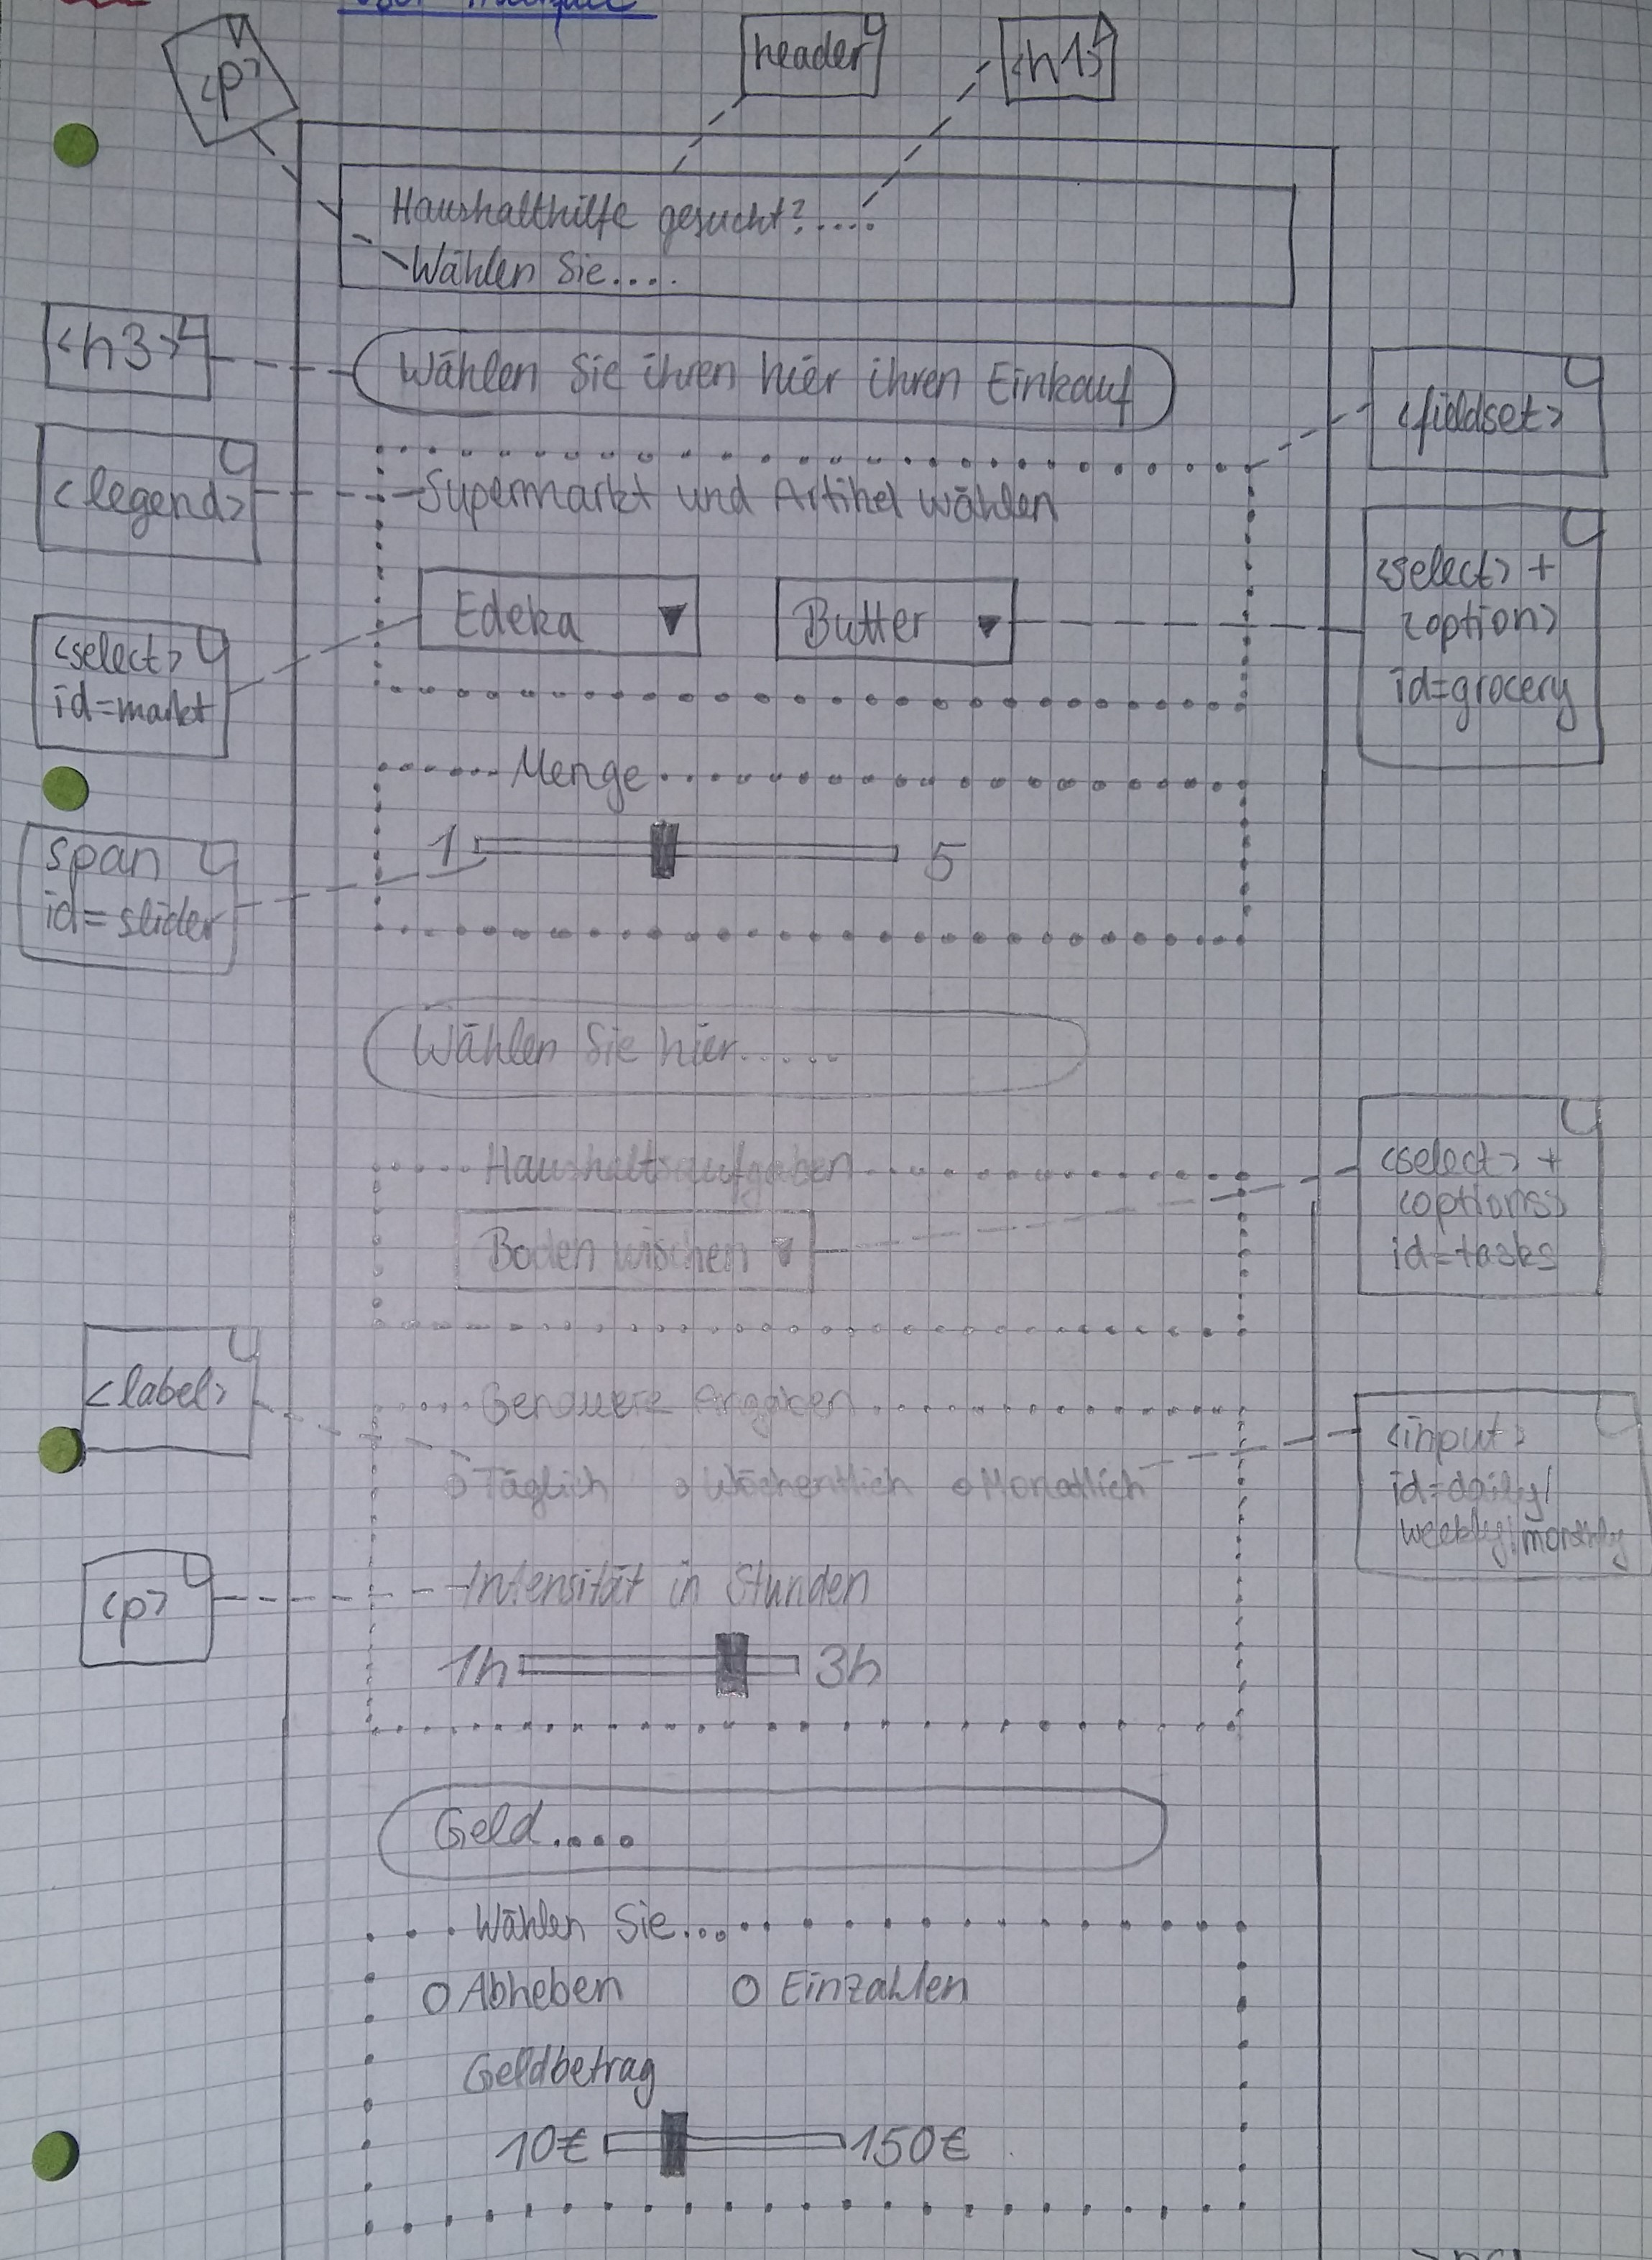 <p>
header
<h1>
Haushalthilfe gesucht?....
Wählen Sie....
<h3>
Wählen Sie ihren hier ihren Einkauf
<fieldset>
<legend>
Supermarkt und Artikel wählen
<select> +
<option>
id=grocery
Edeka
Butter
<select>
id=markt
Menge
1
5
span
id=slider
Wählen Sie hier.....
Haushaltsaufgaben
<select> +
<options>
id=tasks
Boden wischen
<label>
Genauere Angaben
<input>
id=daily/
weekly/monthly
Täglich
Wöchentlich
Monatlich
<p>
Intensität in Stunden
1h
3h
Geld....
Wählen Sie...
Abheben
Einzahlen
Geldbetrag
10€
150€